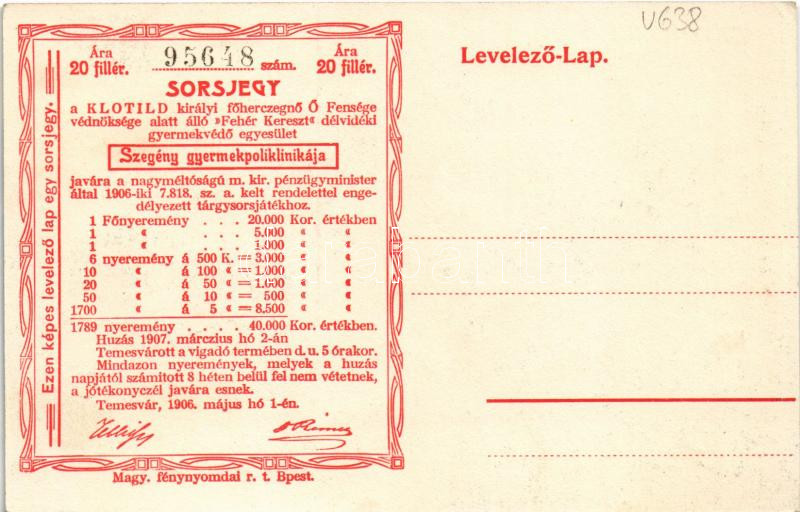 V638
Ára 95648 szám. Ára
20 fillér. 20 fillér.
Levelező-Lap.
SORSJEGY
a KLOTILD királyi főherczegnő Ő Fensége
védnöksége alatt álló »Fehér Kereszt« délvidéki
gyermekvédő egyesület
Szegény gyermekpoliklinikája
javára a nagyméltóságú m. kir. pénzügyminister
által 1906-iki 7.818. sz. a. kelt rendelettel enge-
délyezett tárgysorsjátékhoz.
1 Főnyeremény . . . 20.000 Kor. értékben
1 « . . . 5.000 « «
1 « . . . 1.000 « «
6 nyeremény á 500 K. = 3.000 « «
10 « á 100 « = 1.000 « «
20 « á 50 « = 1.000 « «
50 « á 10 « = 500 « «
1700 « á 5 « = 8.500 « «
1789 nyeremény . . . . 40.000 Kor. értékben.
Huzás 1907. márczius hó 2-án
Temesvárott a vigadó termében d. u. 5 órakor.
Mindazon nyeremények, melyek a huzás
napjától számitott 8 héten belül fel nem vétetnek,
a jótékonyczél javára esnek.
Temesvár, 1906. május hó 1-én.
Ezen képes levelező lap egy sorsjegy.
Magy. fénynyomdai r. t. Bpest.